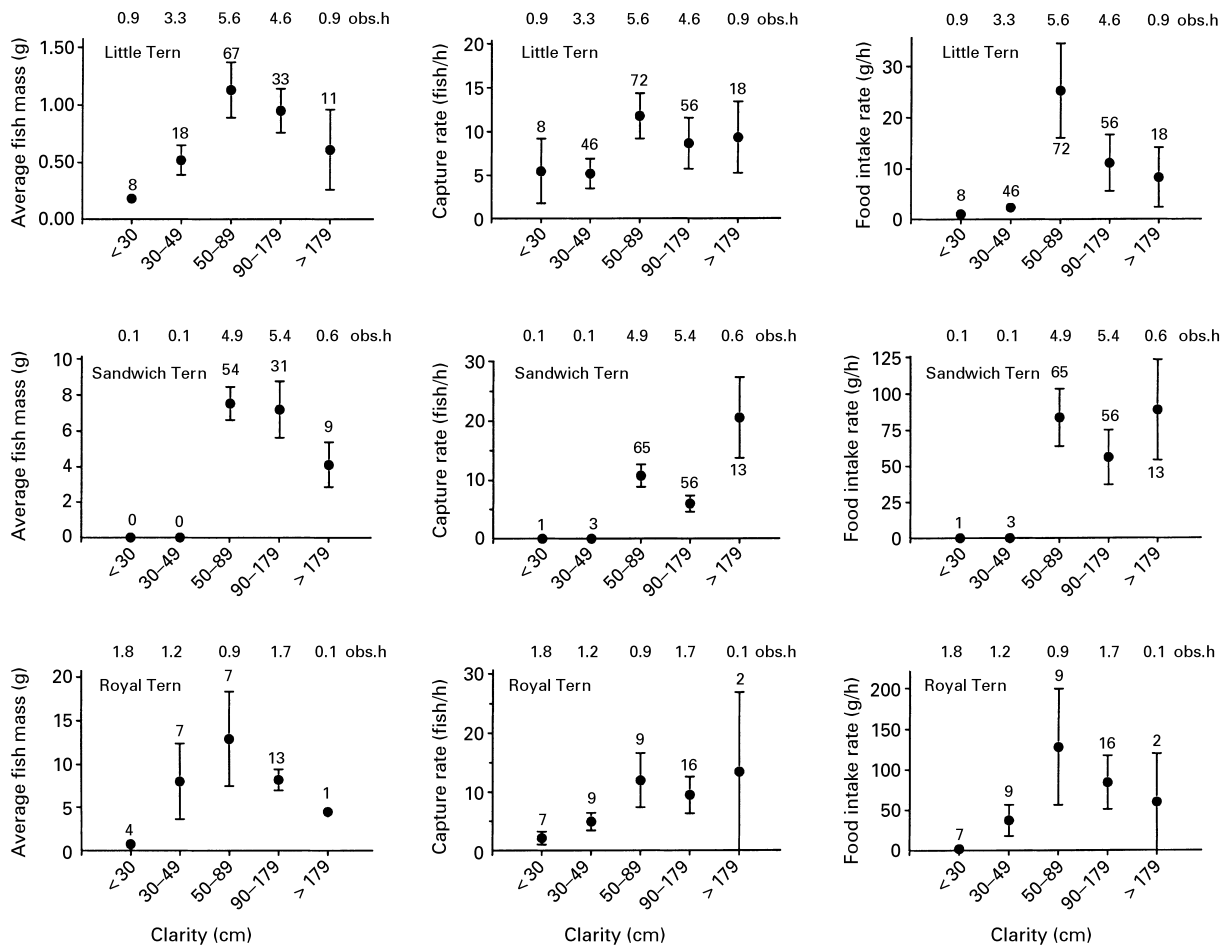 0.9 3.3 5.6 4.6 0.9 obs.h
Average fish mass (g)
Little Tern
1.50
1.00
0.50
0.00
8 18 67 33 11
< 30 30–49 50–89 90–179 > 179
0.9 3.3 5.6 4.6 0.9 obs.h
Capture rate (fish/h)
Little Tern
20
15
10
5
0
8 46 72 56 18
< 30 30–49 50–89 90–179 > 179
0.9 3.3 5.6 4.6 0.9 obs.h
Food intake rate (g/h)
Little Tern
30
20
10
0
8 46 72 56 18
< 30 30–49 50–89 90–179 > 179
0.1 0.1 4.9 5.4 0.6 obs.h
Average fish mass (g)
Sandwich Tern
10
8
6
4
2
0
0 0 54 31 9
< 30 30–49 50–89 90–179 > 179
0.1 0.1 4.9 5.4 0.6 obs.h
Capture rate (fish/h)
Sandwich Tern
30
20
10
0
1 3 65 56 13
< 30 30–49 50–89 90–179 > 179
0.1 0.1 4.9 5.4 0.6 obs.h
Food intake rate (g/h)
Sandwich Tern
125
100
75
50
25
0
1 3 65 56 13
< 30 30–49 50–89 90–179 > 179
1.8 1.2 0.9 1.7 0.1 obs.h
Average fish mass (g)
Royal Tern
20
15
10
5
0
4 7 7 13 1
< 30 30–49 50–89 90–179 > 179
Clarity (cm)
1.8 1.2 0.9 1.7 0.1 obs.h
Capture rate (fish/h)
Royal Tern
30
20
10
0
7 9 9 16 2
< 30 30–49 50–89 90–179 > 179
Clarity (cm)
1.8 1.2 0.9 1.7 0.1 obs.h
Food intake rate (g/h)
Royal Tern
200
150
100
50
0
7 9 9 16 2
< 30 30–49 50–89 90–179 > 179
Clarity (cm)